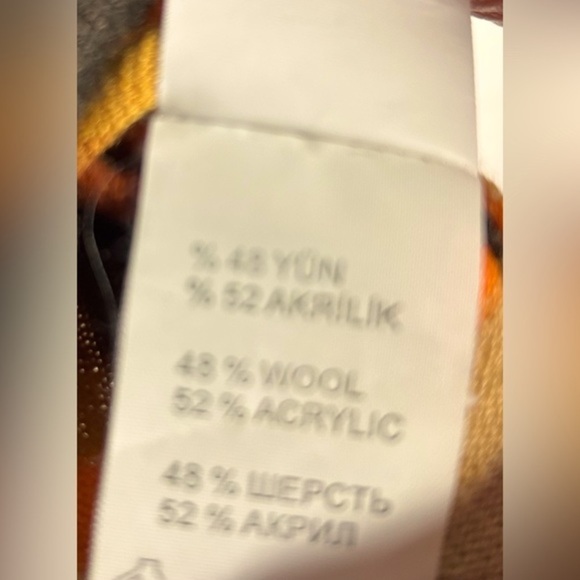 % 48 YÜN
% 52 AKRİLİK
48 % WOOL
52 % ACRYLIC
48 % ШЕРСТЬ
52 % АКРИЛ